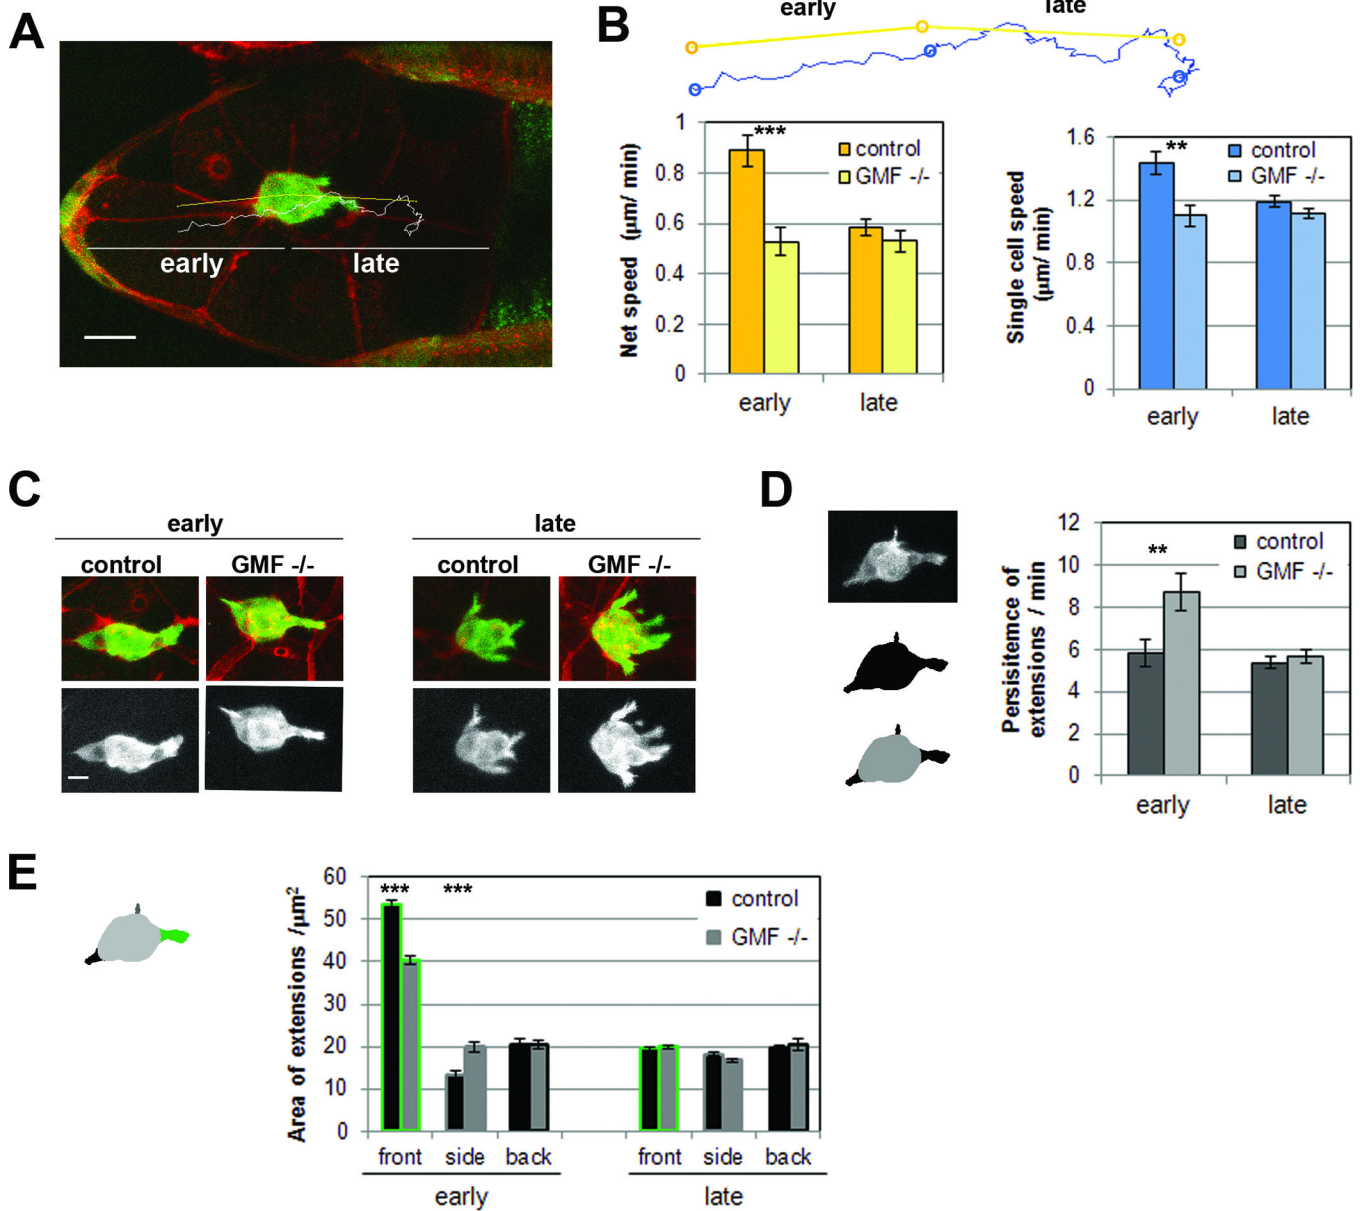 A
early
late
B
early
late
Net speed (μm/ min)
1
0.8
0.6
0.4
0.2
0
***
control
GMF -/-
early
late
Single cell speed
(μm/ min)
1.6
1.2
0.8
0.4
0
**
control
GMF -/-
early
late
C
early
late
control
GMF -/-
control
GMF -/-
D
Persisitemce of
extensions / min
12
10
8
6
4
2
0
**
control
GMF -/-
early
late
E
Area of extensions /μm²
60
50
40
30
20
10
0
***
***
control
GMF -/-
front
side
back
front
side
back
early
late